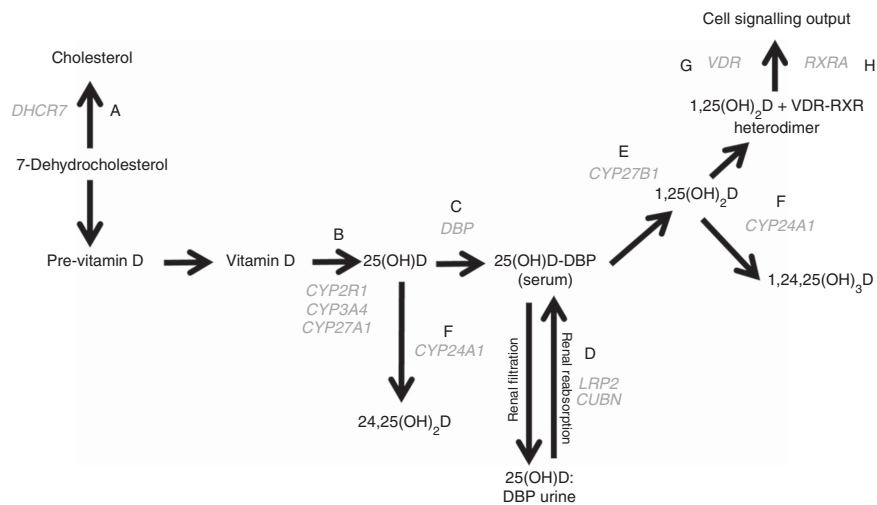 Cell signalling output
G VDR RXRA H
Cholesterol
DHCR7 A
1,25(OH)2D + VDR-RXR
heterodimer
7-Dehydrocholesterol
E
CYP27B1
1,25(OH)2D
F
CYP24A1
C
DBP
B
Pre-vitamin D
Vitamin D
25(OH)D
25(OH)D-DBP
(serum)
1,24,25(OH)3D
CYP2R1
CYP3A4
CYP27A1
F
CYP24A1
Renal filtration
Renal reabsorption
D
LRP2
CUBN
24,25(OH)2D
25(OH)D:
DBP urine